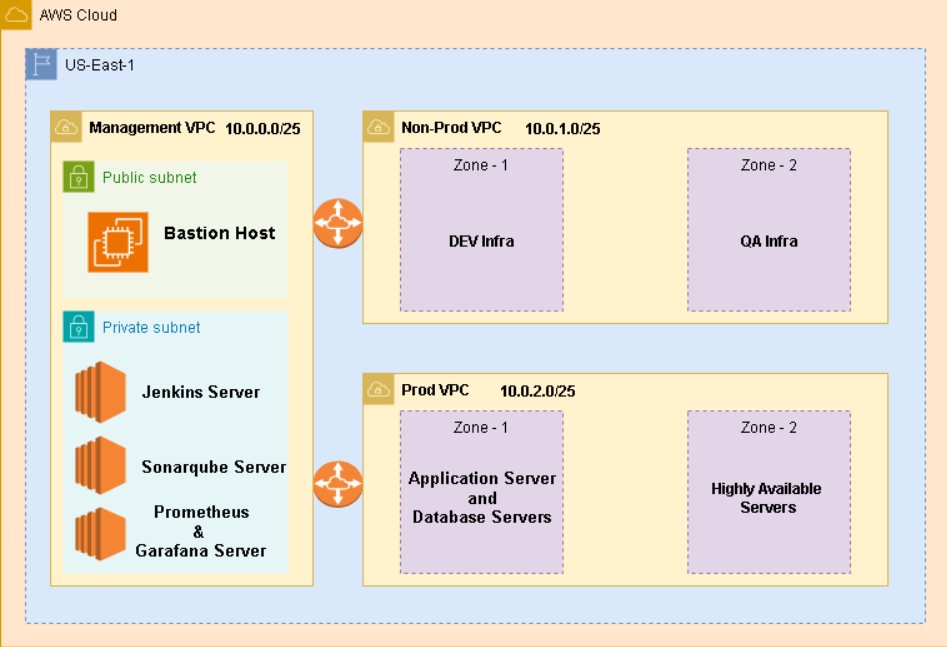 AWS Cloud
US-East-1
Management VPC 10.0.0.0/25
Public subnet
Bastion Host
Private subnet
Jenkins Server
Sonarqube Server
Prometheus
&
Garafana Server
Non-Prod VPC 10.0.1.0/25
Zone - 1
DEV Infra
Zone - 2
QA Infra
Prod VPC 10.0.2.0/25
Zone - 1
Application Server
and
Database Servers
Zone - 2
Highly Available
Servers